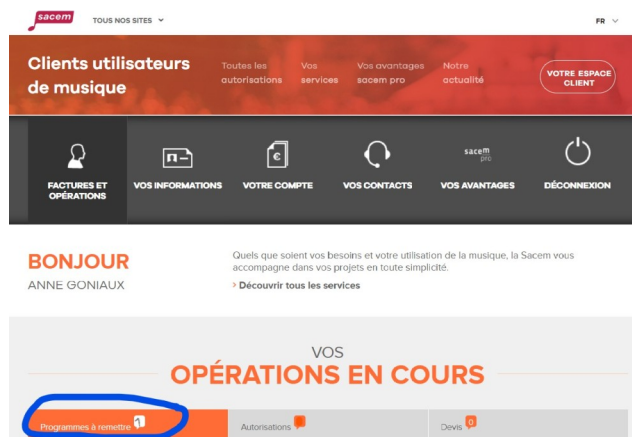 sacem
TOUS NOS SITES
FR
Clients utilisateurs
de musique
Toutes les
autorisations
Vos
services
Vos avantages
sacem pro
Notre
actualité
VOTRE ESPACE
CLIENT
FACTURES ET
OPÉRATIONS
VOS INFORMATIONS
€
VOTRE COMPTE
VOS CONTACTS
sacem
pro
VOS AVANTAGES
DÉCONNEXION
BONJOUR
ANNE GONIAUX
Quels que soient vos besoins et votre utilisation de la musique, la Sacem vous
accompagne dans vos projets en toute simplicité.
> Découvrir tous les services
VOS
OPÉRATIONS EN COURS
Programmes à remettre 1
Autorisations
Devis 0